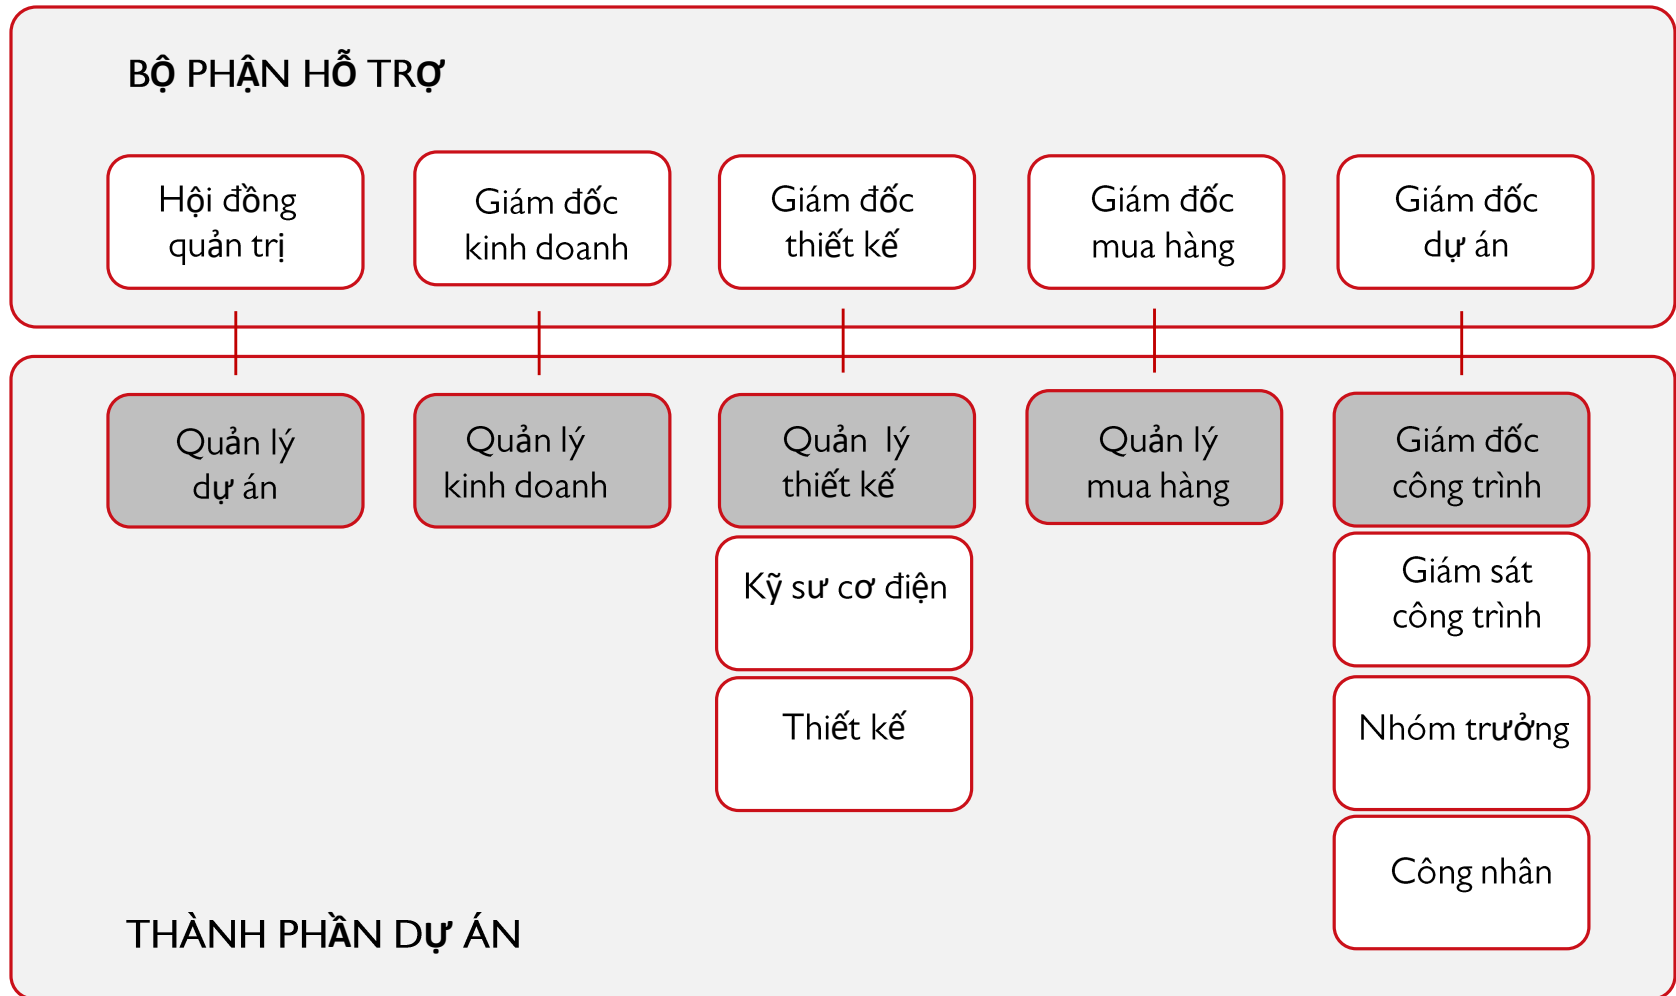 BỘ PHẬN HỖ TRỢ
Hội đồng
quản trị
Giám đốc
kinh doanh
Giám đốc
thiết kế
Giám đốc
mua hàng
Giám đốc
dự án
Quản lý
dự án
Quản lý
kinh doanh
Quản  lý
thiết kế
Quản lý
mua hàng
Giám đốc
công trình
Kỹ sư cơ điện
Giám sát
công trình
Thiết kế
Nhóm trưởng
Công nhân
THÀNH PHẦN DỰ ÁN